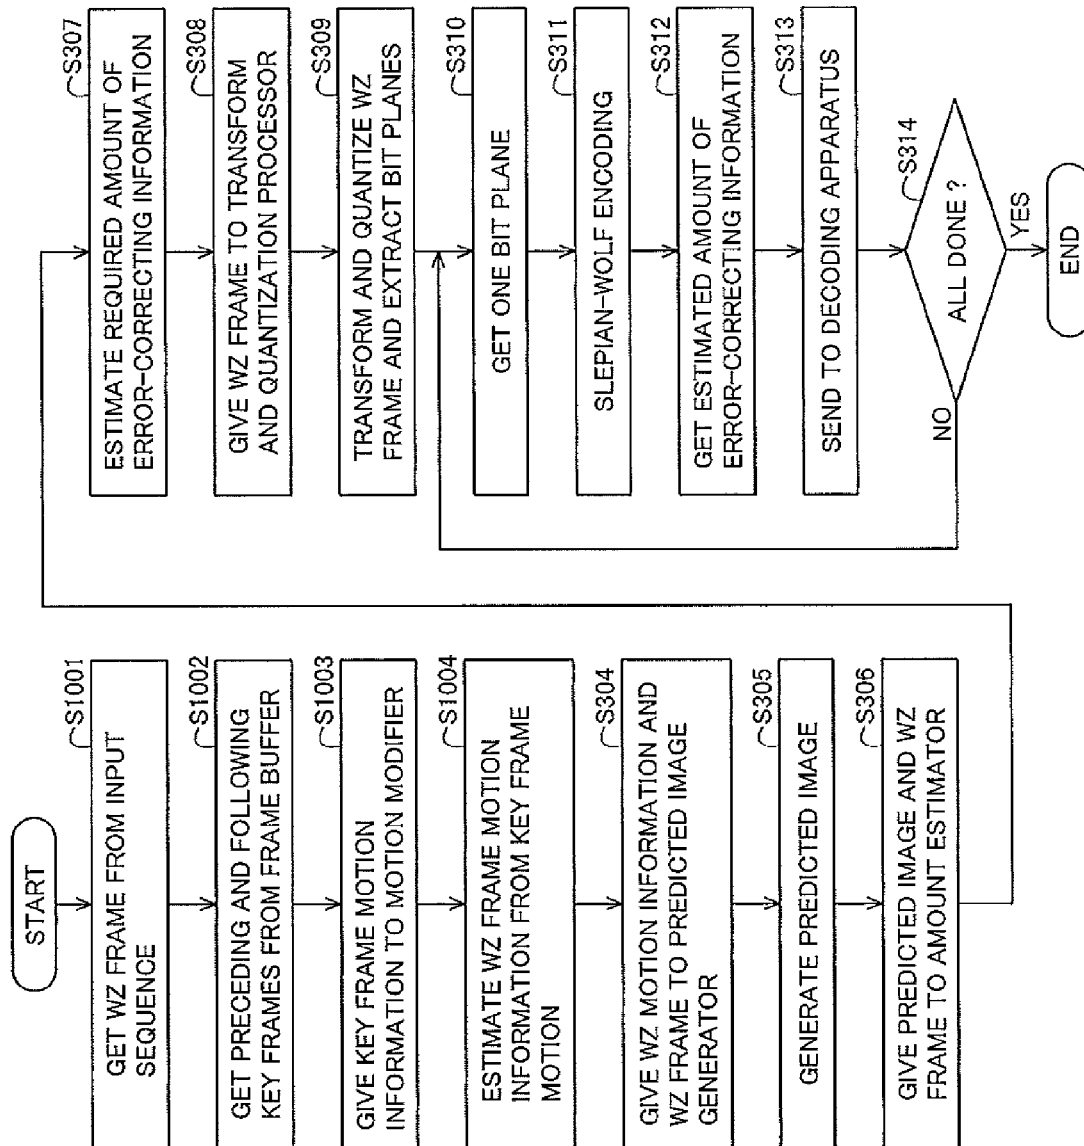 START
S1001
GET WZ FRAME FROM INPUT
SEQUENCE
S1002
GET PRECEDING AND FOLLOWING
KEY FRAMES FROM FRAME BUFFER
S1003
GIVE KEY FRAME MOTION
INFORMATION TO MOTION MODIFIER
S1004
ESTIMATE WZ FRAME MOTION
INFORMATION FROM KEY FRAME
MOTION
S304
GIVE WZ MOTION INFORMATION AND
WZ FRAME TO PREDICTED IMAGE
GENERATOR
S305
GENERATE PREDICTED IMAGE
S306
GIVE PREDICTED IMAGE AND WZ
FRAME TO AMOUNT ESTIMATOR
S307
ESTIMATE REQUIRED AMOUNT OF
ERROR-CORRECTING INFORMATION
S308
GIVE WZ FRAME TO TRANSFORM
AND QUANTIZATION PROCESSOR
S309
TRANSFORM AND QUANTIZE WZ
FRAME AND EXTRACT BIT PLANES
S310
GET ONE BIT PLANE
S311
SLEPIAN-WOLF ENCODING
S312
GET ESTIMATED AMOUNT OF
ERROR-CORRECTING INFORMATION
S313
SEND TO DECODING APPARATUS
S314
ALL DONE ?
NO
YES
END